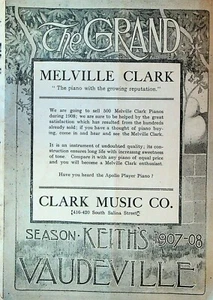 The GRAND
MELVILLE CLARK
"The piano with the growing reputation."
We are going to sell 500 Melville Clark Pianos
during 1908; we are sure to be helped by the great
satisfaction which has resulted from the hundreds
already sold; if you have a thought of piano buy-
ing, come in and hear and see the Melville Clark.
It is an instrument of undoubted quality; its con-
struction ensures long life with increasing sweetness
of tone. Compare it with any piano of equal price
and you will become a Melville Clark enthusiast.
Have you heard the Apollo Player Piano?
CLARK MUSIC CO.
416-420 South Salina Street
SEASON KEITH'S 1907-08
VAUDEVILLE